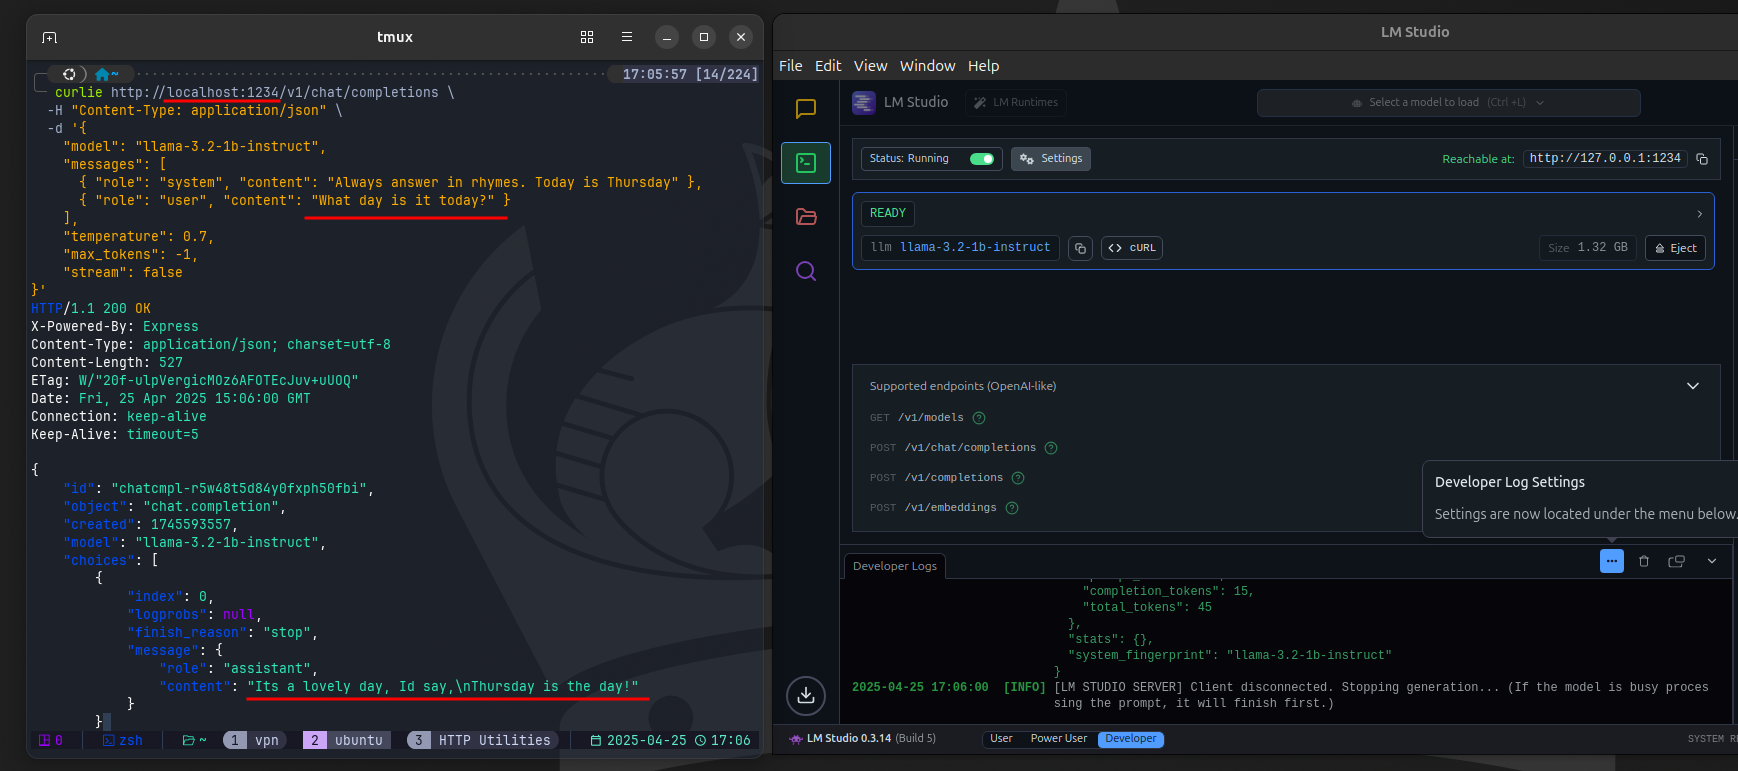 tmux
~ 17:05:57 [14/224]
curlie http://localhost:1234/v1/chat/completions \
-H "Content-Type: application/json" \
-d '{
"model": "llama-3.2-1b-instruct",
"messages": [
{ "role": "system", "content": "Always answer in rhymes. Today is Thursday" },
{ "role": "user", "content": "What day is it today?" }
],
"temperature": 0.7,
"max_tokens": -1,
"stream": false
}'
HTTP/1.1 200 OK
X-Powered-By: Express
Content-Type: application/json; charset=utf-8
Content-Length: 527
ETag: W/"20f-ulpVergicMOz6AFOTEcJuv+uUOQ"
Date: Fri, 25 Apr 2025 15:06:00 GMT
Connection: keep-alive
Keep-Alive: timeout=5
{
"id": "chatcmpl-r5w48t5d84y0fxph50fbi",
"object": "chat.completion",
"created": 1745593557,
"model": "llama-3.2-1b-instruct",
"choices": [
{
"index": 0,
"logprobs": null,
"finish_reason": "stop",
"message": {
"role": "assistant",
"content": "Its a lovely day, Id say,\nThursday is the day!"
}
}
0 zsh ~ 1 vpn 2 ubuntu 3 HTTP Utilities 2025-04-25 17:06
LM Studio
File Edit View Window Help
LM Studio LM Runtimes Select a model to load (Ctrl+L)
Status: Running Settings Reachable at: http://127.0.0.1:1234
READY
llm llama-3.2-1b-instruct cURL Size 1.32 GB Eject
Supported endpoints (OpenAI-like)
GET /v1/models
POST /v1/chat/completions
POST /v1/completions
POST /v1/embeddings
Developer Log Settings
Settings are now located under the menu below.
Developer Logs
"completion_tokens": 15,
"total_tokens": 45
},
"stats": {},
"system_fingerprint": "llama-3.2-1b-instruct"
}
2025-04-25 17:06:00 [INFO] [LM STUDIO SERVER] Client disconnected. Stopping generation... (If the model is busy proces
sing the prompt, it will finish first.)
LM Studio 0.3.14 (Build 5) User Power User Developer SYSTEM RE